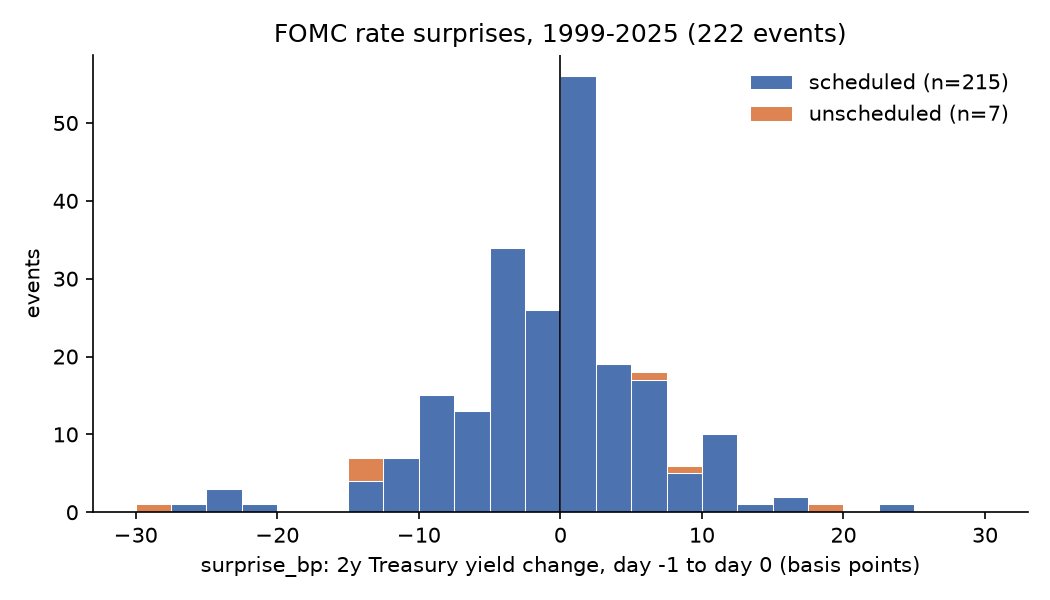 FOMC rate surprises, 1999-2025 (222 events)
scheduled (n=215)
unscheduled (n=7)
events
50
40
30
20
10
0
−30
−20
−10
0
10
20
30
surprise_bp: 2y Treasury yield change, day -1 to day 0 (basis points)